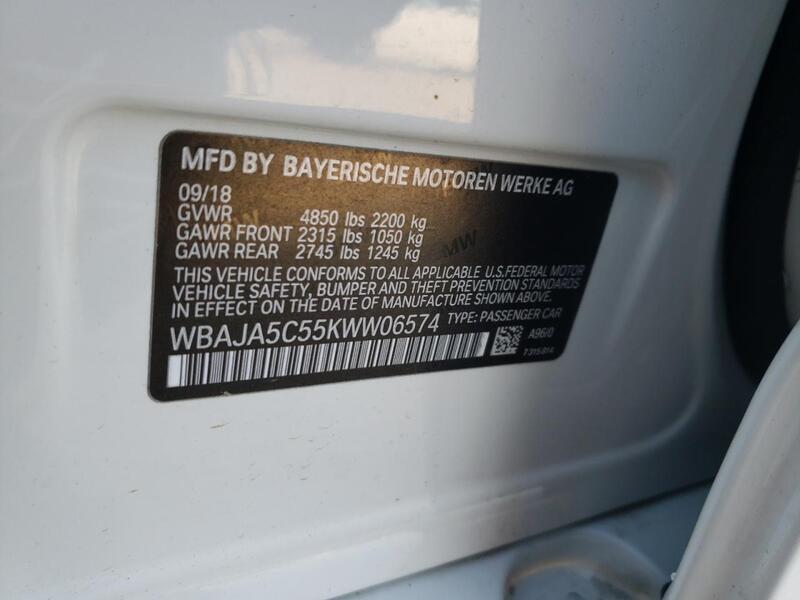 MFD BY BAYERISCHE MOTOREN WERKE AG
09/18
GVWR 4850 lbs 2200 kg
GAWR FRONT 2315 lbs 1050 kg
GAWR REAR 2745 lbs 1245 kg
BMW
THIS VEHICLE CONFORMS TO ALL APPLICABLE U.S.FEDERAL MOTOR
VEHICLE SAFETY, BUMPER AND THEFT PREVENTION STANDARDS
IN EFFECT ON THE DATE OF MANUFACTURE SHOWN ABOVE.
WBAJA5C55KWW06574 TYPE: PASSENGER CAR
A96/0
7315814